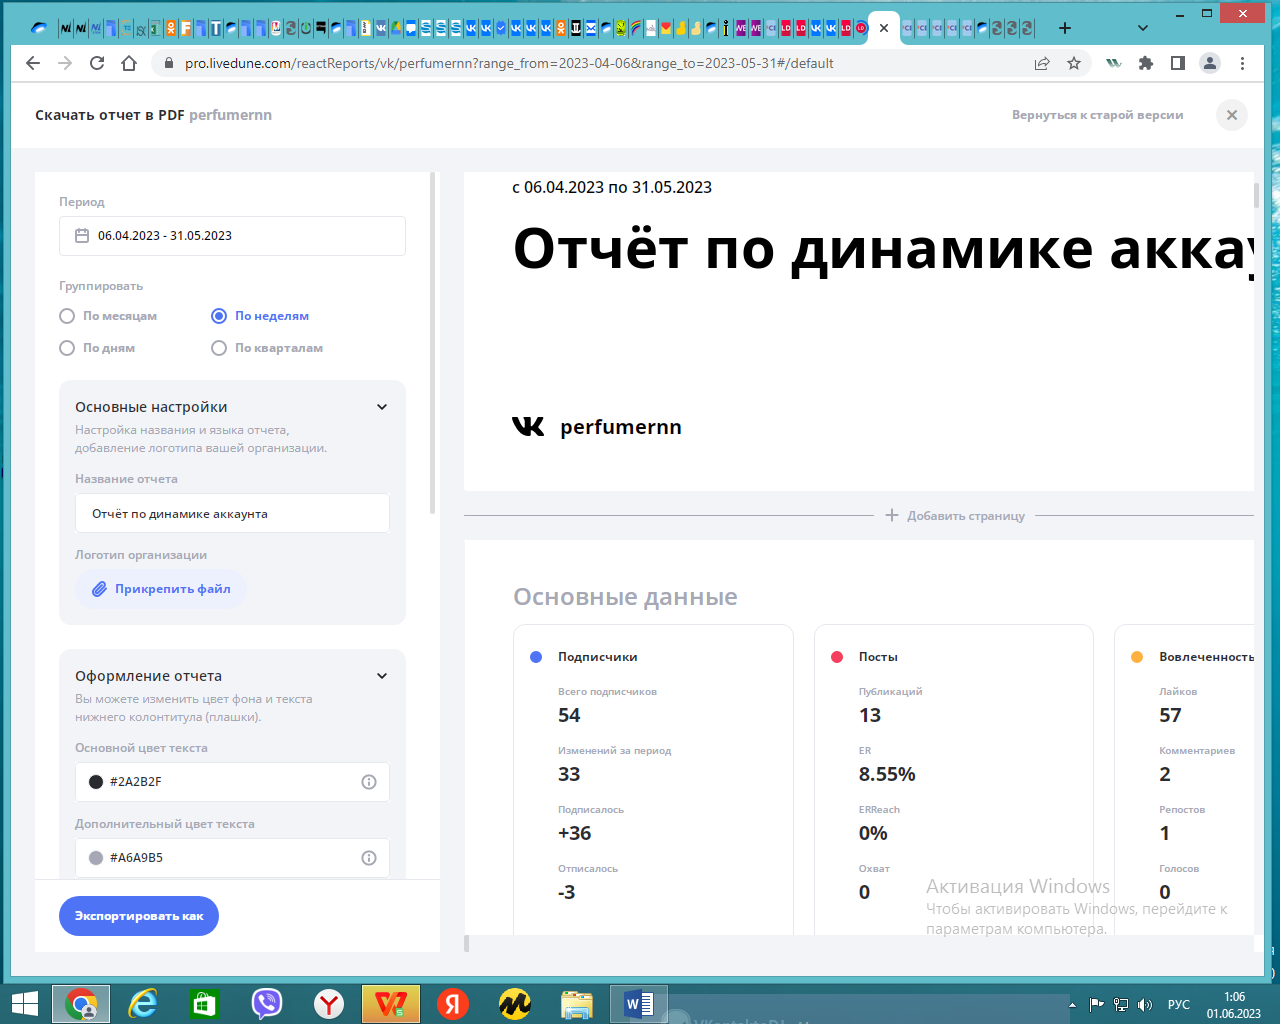 pro.livedune.com/reactReports/vk/perfumernn?range_from=2023-04-06&range_to=2023-05-31#/default
Скачать отчет в PDF perfumernn
Вернуться к старой версии
Период
06.04.2023 - 31.05.2023
Группировать
По месяцам
По неделям
По дням
По кварталам
Основные настройки
Настройка названия и языка отчета,
добавление логотипа вашей организации.
Название отчета
Отчёт по динамике аккаунта
Логотип организации
Прикрепить файл
Оформление отчета
Вы можете изменить цвет фона и текста
нижнего колонтитула (плашки).
Основной цвет текста
#2A2B2F
Дополнительный цвет текста
#A6A9B5
Экспортировать как
с 06.04.2023 по 31.05.2023
Отчёт по динамике аккау
perfumernn
Добавить страницу
Основные данные
Подписчики
Всего подписчиков
54
Изменений за период
33
Подписалось
+36
Отписалось
-3
Посты
Публикаций
13
ER
8.55%
ERReach
0%
Охват
0
Вовлеченность
Лайков
57
Комментариев
2
Репостов
1
Голосов
0
Активация Windows
Чтобы активировать Windows, перейдите к
параметрам компьютера.
РУС
1:06
01.06.2023